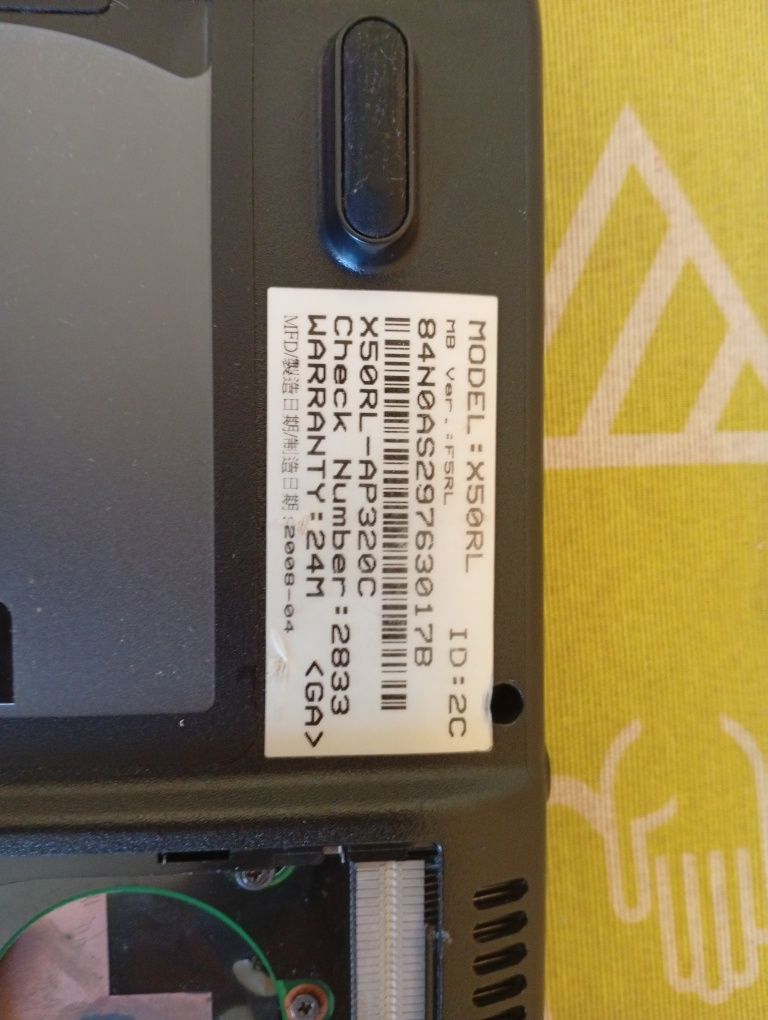 MODEL:X50RL
MB Ver.:F5RL ID:2C
84N0AS29763017B
X50RL-AP320C
Check Number:2833
WARRANTY:24M <GA>
MFD/製造日期/制造日期:2008-04